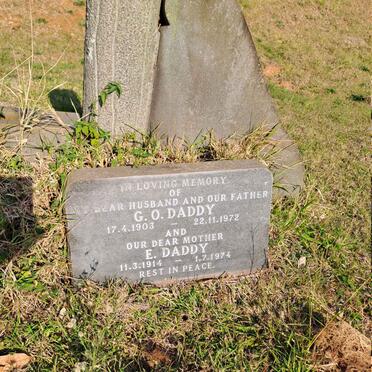 IN LOVING MEMORY
OF
DEAR HUSBAND AND OUR FATHER
G. O. DADDY
17.4.1903 — 22.11.1972
AND
OUR DEAR MOTHER
E. DADDY
11.3.1914 — 1.7.1974
REST IN PEACE.